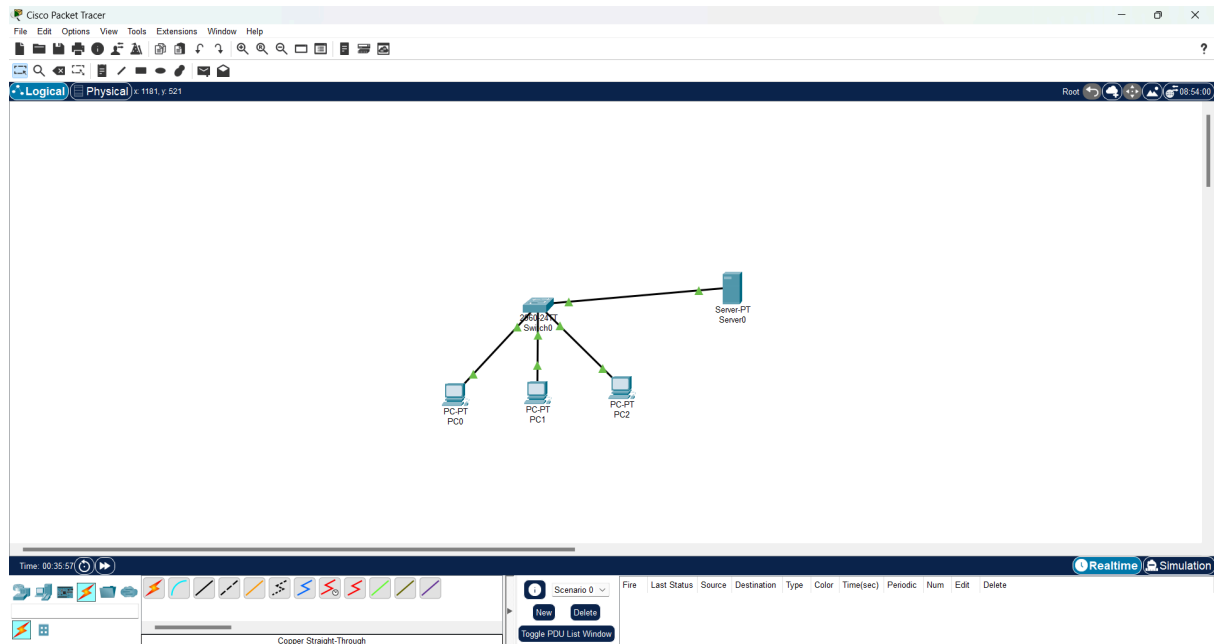 Cisco Packet Tracer
File Edit Options View Tools Extensions Window Help
?
Logical Physical x: 1181, y: 521 Root 08:54:00
Server-PT
Server0
2960-24TT
Switch0
PC-PT
PC0
PC-PT
PC1
PC-PT
PC2
Time: 00:35:57 Realtime Simulation
Scenario 0 Fire Last Status Source Destination Type Color Time(sec) Periodic Num Edit Delete
New Delete
Toggle PDU List Window
Copper Straight-Through